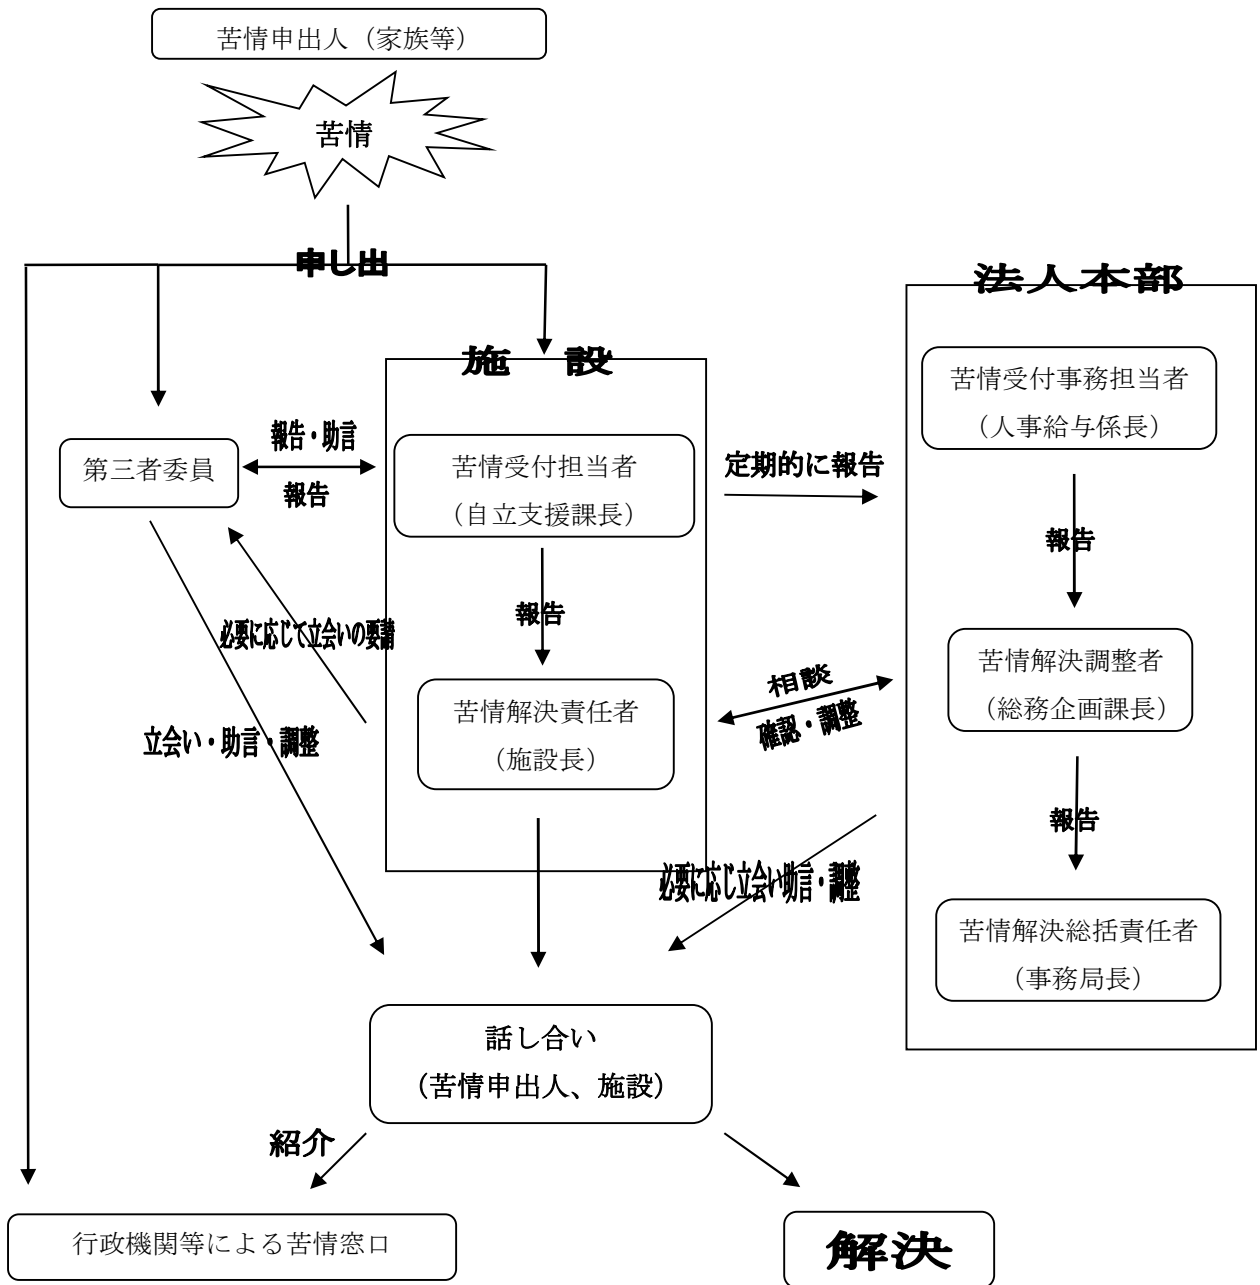 苦情申出人（家族等）
苦情
申し出
法人本部
施　設
苦情受付事務担当者
（人事給与係長）
報告・助言
第三者委員
報告
苦情受付担当者
（自立支援課長）
定期的に報告
報告
報告
必要に応じて立会いの要請
苦情解決調整者
（総務企画課長）
相談
確認・調整
苦情解決責任者
（施設長）
立会い・助言・調整
報告
必要に応じ立会い助言・調整
苦情解決総括責任者
（事務局長）
話し合い
（苦情申出人、施設）
紹介
行政機関等による苦情窓口
解決